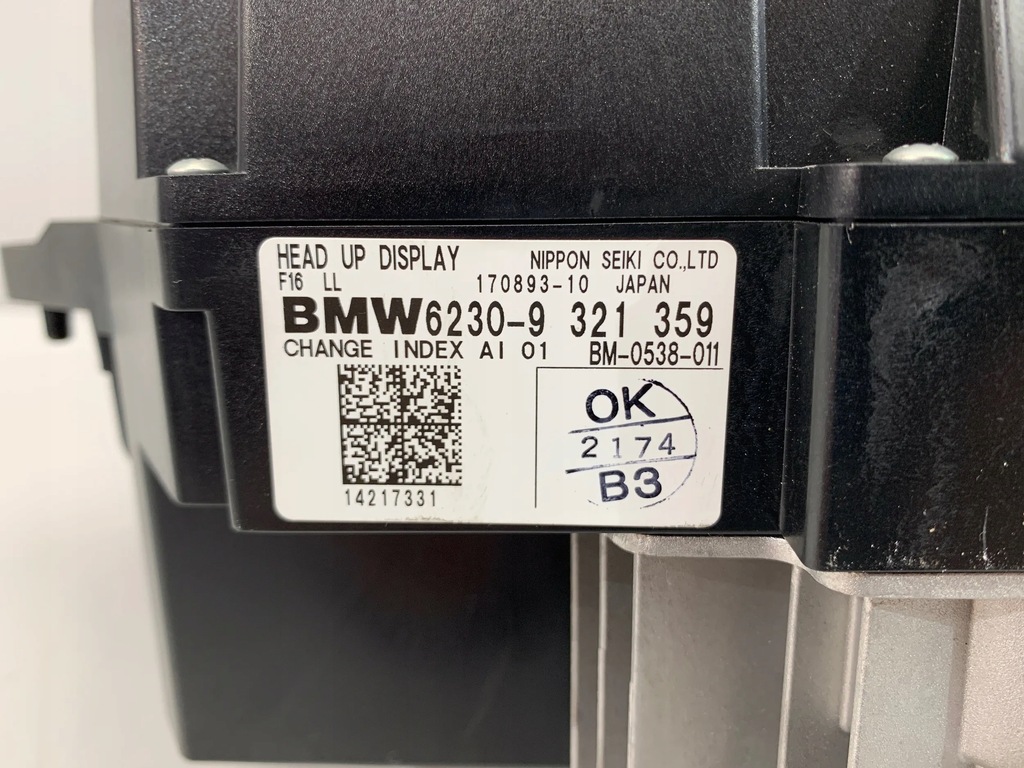 HEAD UP DISPLAY NIPPON SEIKI CO.,LTD
F16 LL 170893-10 JAPAN
BMW6230-9 321 359
CHANGE INDEX AI 01 BM-0538-011
14217331
OK
2174
B3